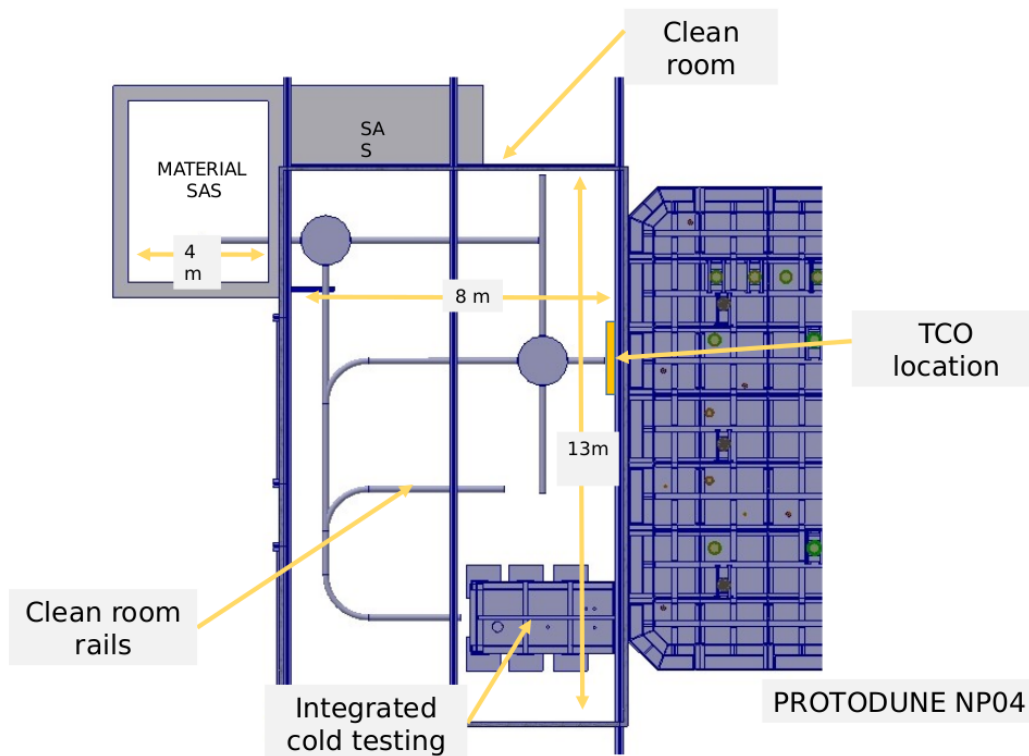 Clean
room
SA
S
MATERIAL
SAS
4
m
8 m
TCO
location
13m
Clean room
rails
Integrated
cold testing
PROTODUNE NP04